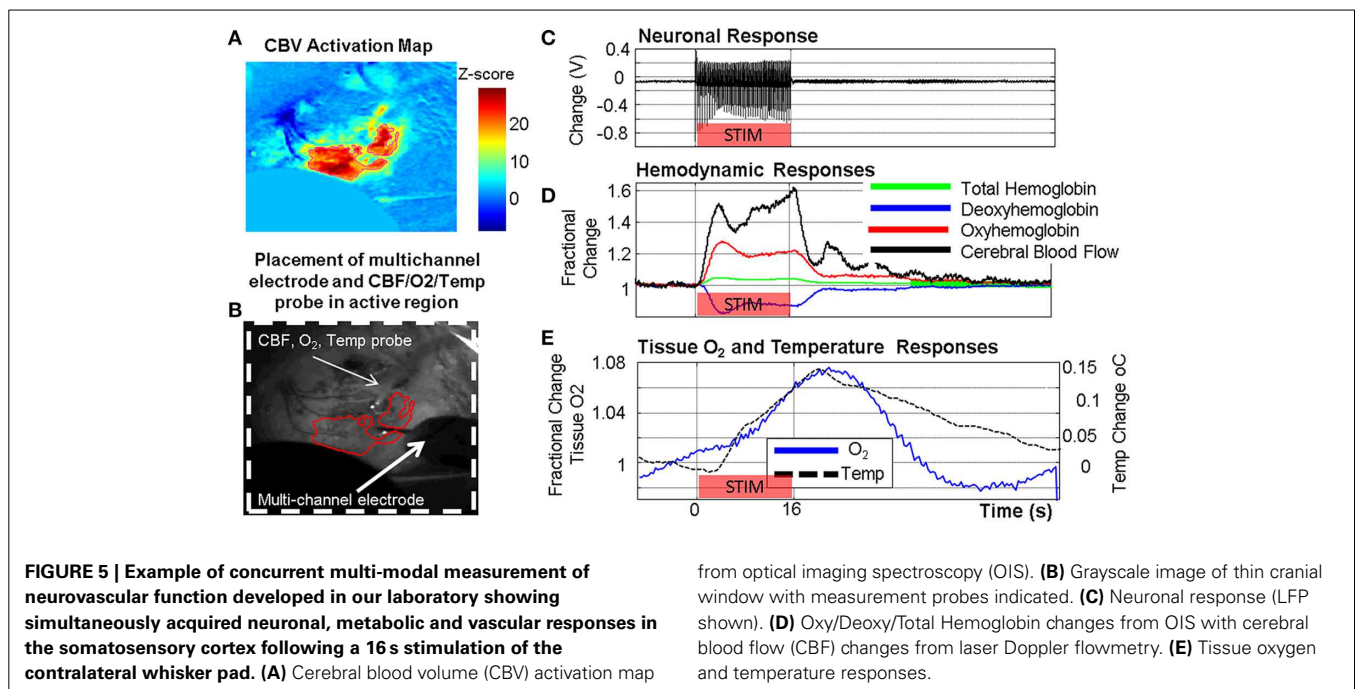 A
CBV Activation Map
Z-score
20
10
0
Placement of multichannel
electrode and CBF/O2/Temp
probe in active region
B
CBF, O₂, Temp probe
Multi-channel electrode
C
Neuronal Response
Change (V)
0.4
0
-0.4
-0.8
STIM
D
Hemodynamic Responses
Fractional
Change
1.6
1.4
1.2
1
STIM
Total Hemoglobin
Deoxyhemoglobin
Oxyhemoglobin
Cerebral Blood Flow
E
Tissue O₂ and Temperature Responses
Fractional Change
Tissue O2
1.08
1.04
1
O₂
Temp
STIM
0.15
0.1
0.05
0
Temp Change oC
0
16
Time (s)
FIGURE 5 | Example of concurrent multi-modal measurement of
neurovascular function developed in our laboratory showing
simultaneously acquired neuronal, metabolic and vascular responses in
the somatosensory cortex following a 16 s stimulation of the
contralateral whisker pad. (A) Cerebral blood volume (CBV) activation map
from optical imaging spectroscopy (OIS). (B) Grayscale image of thin cranial
window with measurement probes indicated. (C) Neuronal response (LFP
shown). (D) Oxy/Deoxy/Total Hemoglobin changes from OIS with cerebral
blood flow (CBF) changes from laser Doppler flowmetry. (E) Tissue oxygen
and temperature responses.